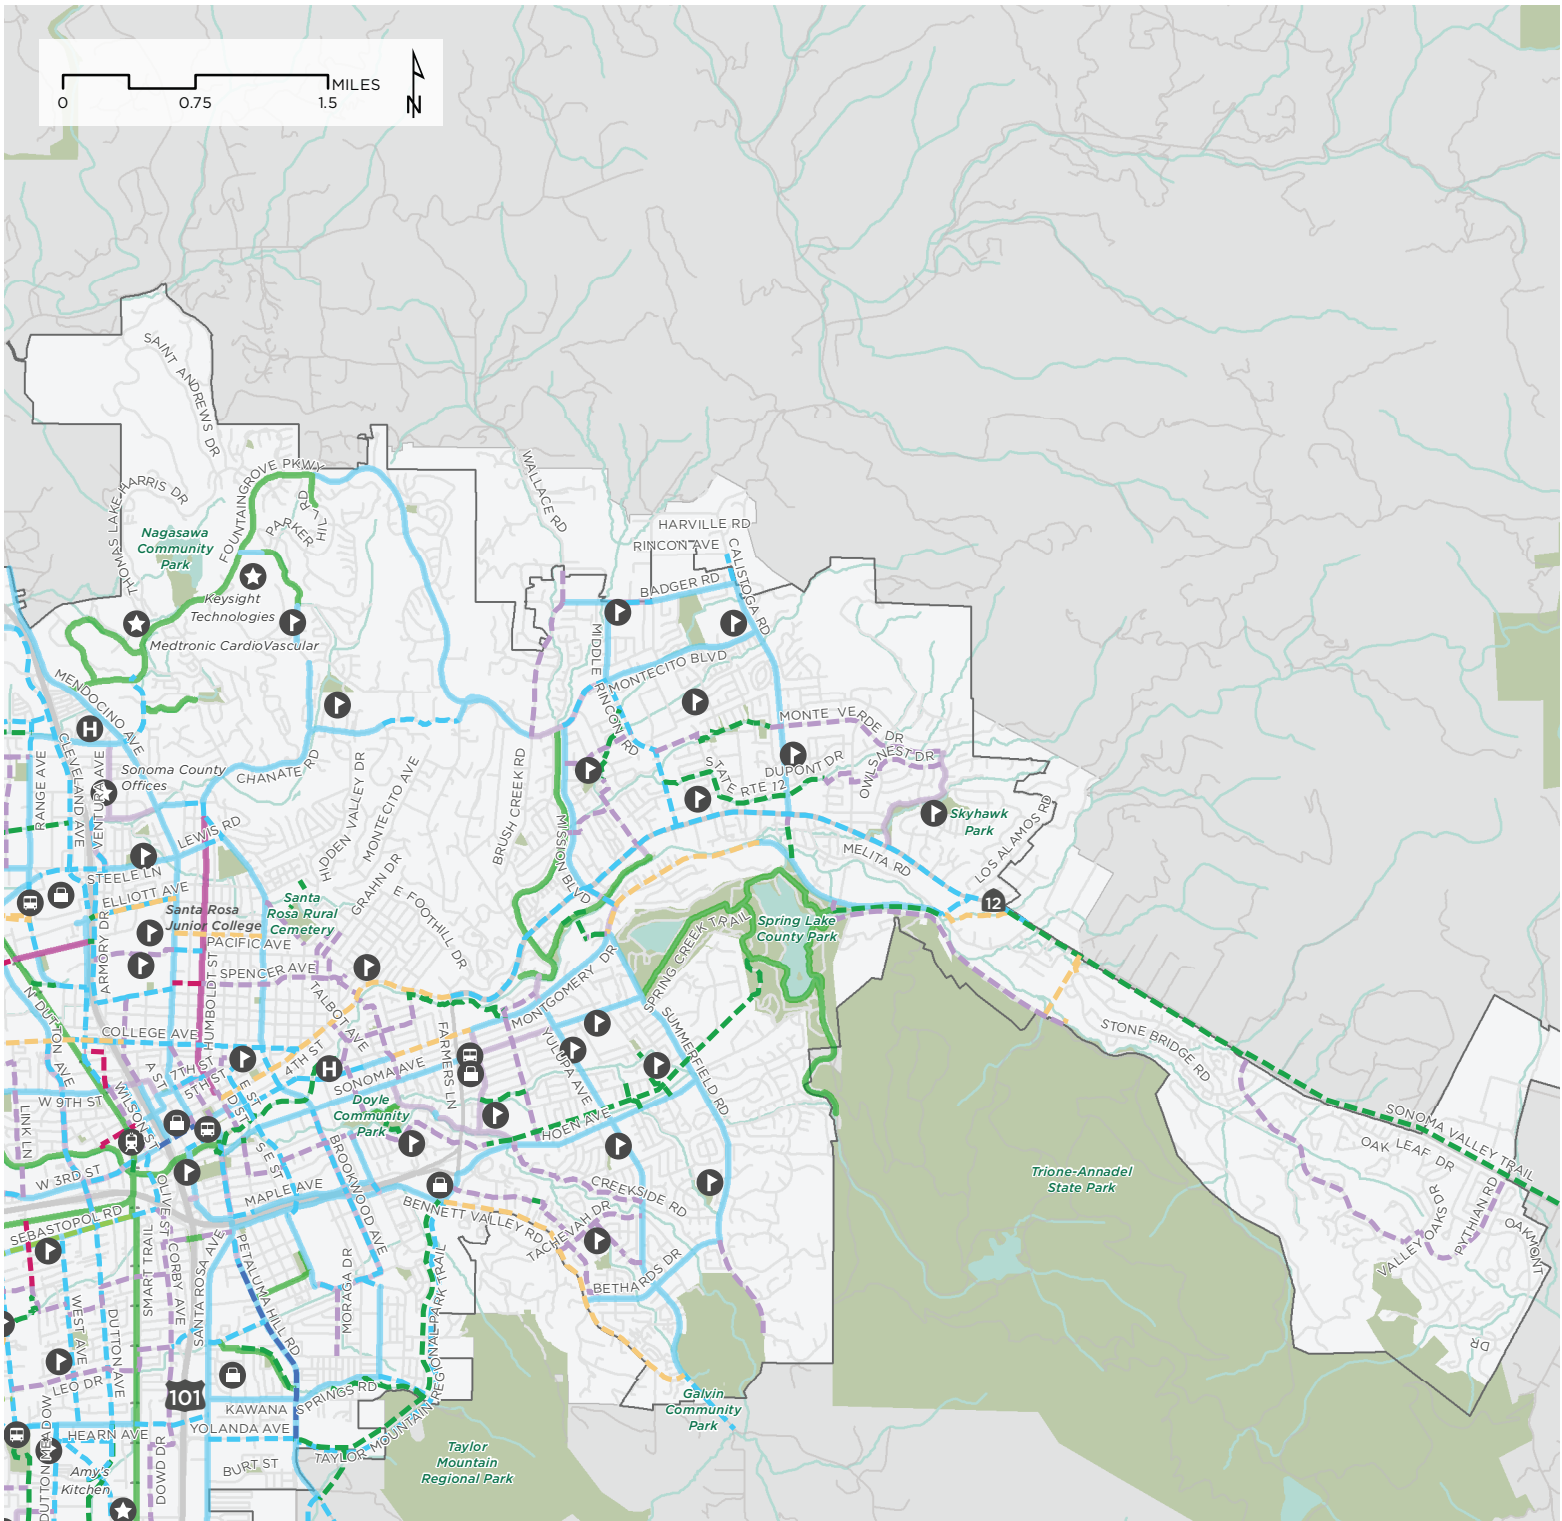 MILES
0
0.75
1.5
N
SAINT ANDREWS DR
FOUNTAINGROVE PKWY
THOMAS LAKE HARRIS DR
PARKER HILL RD
WALLACE RD
HARVILLE RD
RINCON AVE
CALISTOGA RD
BADGER RD
Nagasawa
Community
Park
Keysight
Technologies
Medtronic CardioVascular
MIDDLE RINCON RD
MONTECITO BLVD
MENDOCINO AVE
H
MONTE VERDE DR
OWLS NEST DR
DUPONT DR
STATE RTE 12
CHANATE RD
Sonoma County
Offices
RANGE AVE
CLEVELAND AVE
VENTURA AVE
HIDDEN VALLEY DR
MONTECITO AVE
BRUSH CREEK RD
MISSION BLVD
Skyhawk
Park
LOS ALAMOS RD
MELITA RD
LEWIS RD
STEELE LN
ELLIOTT AVE
GRAHN DR
E FOOTHILL DR
12
Santa Rosa
Junior College
Santa
Rosa Rural
Cemetery
Spring Lake
County Park
SPRING CREEK TRAIL
ARMORY DR
PACIFIC AVE
HUMBOLDT ST
SPENCER AVE
TALBOT AVE
MONTGOMERY DR
N DUTTON AVE
COLLEGE AVE
FARMERS LN
YULUPA AVE
SUMMERFIELD RD
STONE BRIDGE RD
A ST
7TH ST
5TH ST
4TH ST
H
SONOMA AVE
E ST
D ST
W 9TH ST
WILSON ST
LINK LN
Doyle
Community
Park
HOEN AVE
SONOMA VALLEY TRAIL
OAK LEAF DR
S E ST
BROOKWOOD AVE
W 3RD ST
OLIVE ST
MAPLE AVE
Trione-Annadel
State Park
CREEKSIDE RD
BENNETT VALLEY RD
TACHEVAH DR
VALLEY OAKS DR
PYTHIAN RD
OAKMONT DR
SEBASTOPOL RD
SMART TRAIL
CORBY AVE
SANTA ROSA AVE
PETALUMA HILL RD
MORAGA DR
BETHARDS DR
WEST AVE
DUTTON AVE
LEO DR
101
KAWANA SPRINGS RD
YOLANDA AVE
TAYLOR MOUNTAIN REGIONAL PARK TRAIL
Galvin
Community
Park
HEARN AVE
DUTTON MEADOW
DOWD DR
BURT ST
Amy's
Kitchen
Taylor
Mountain
Regional Park